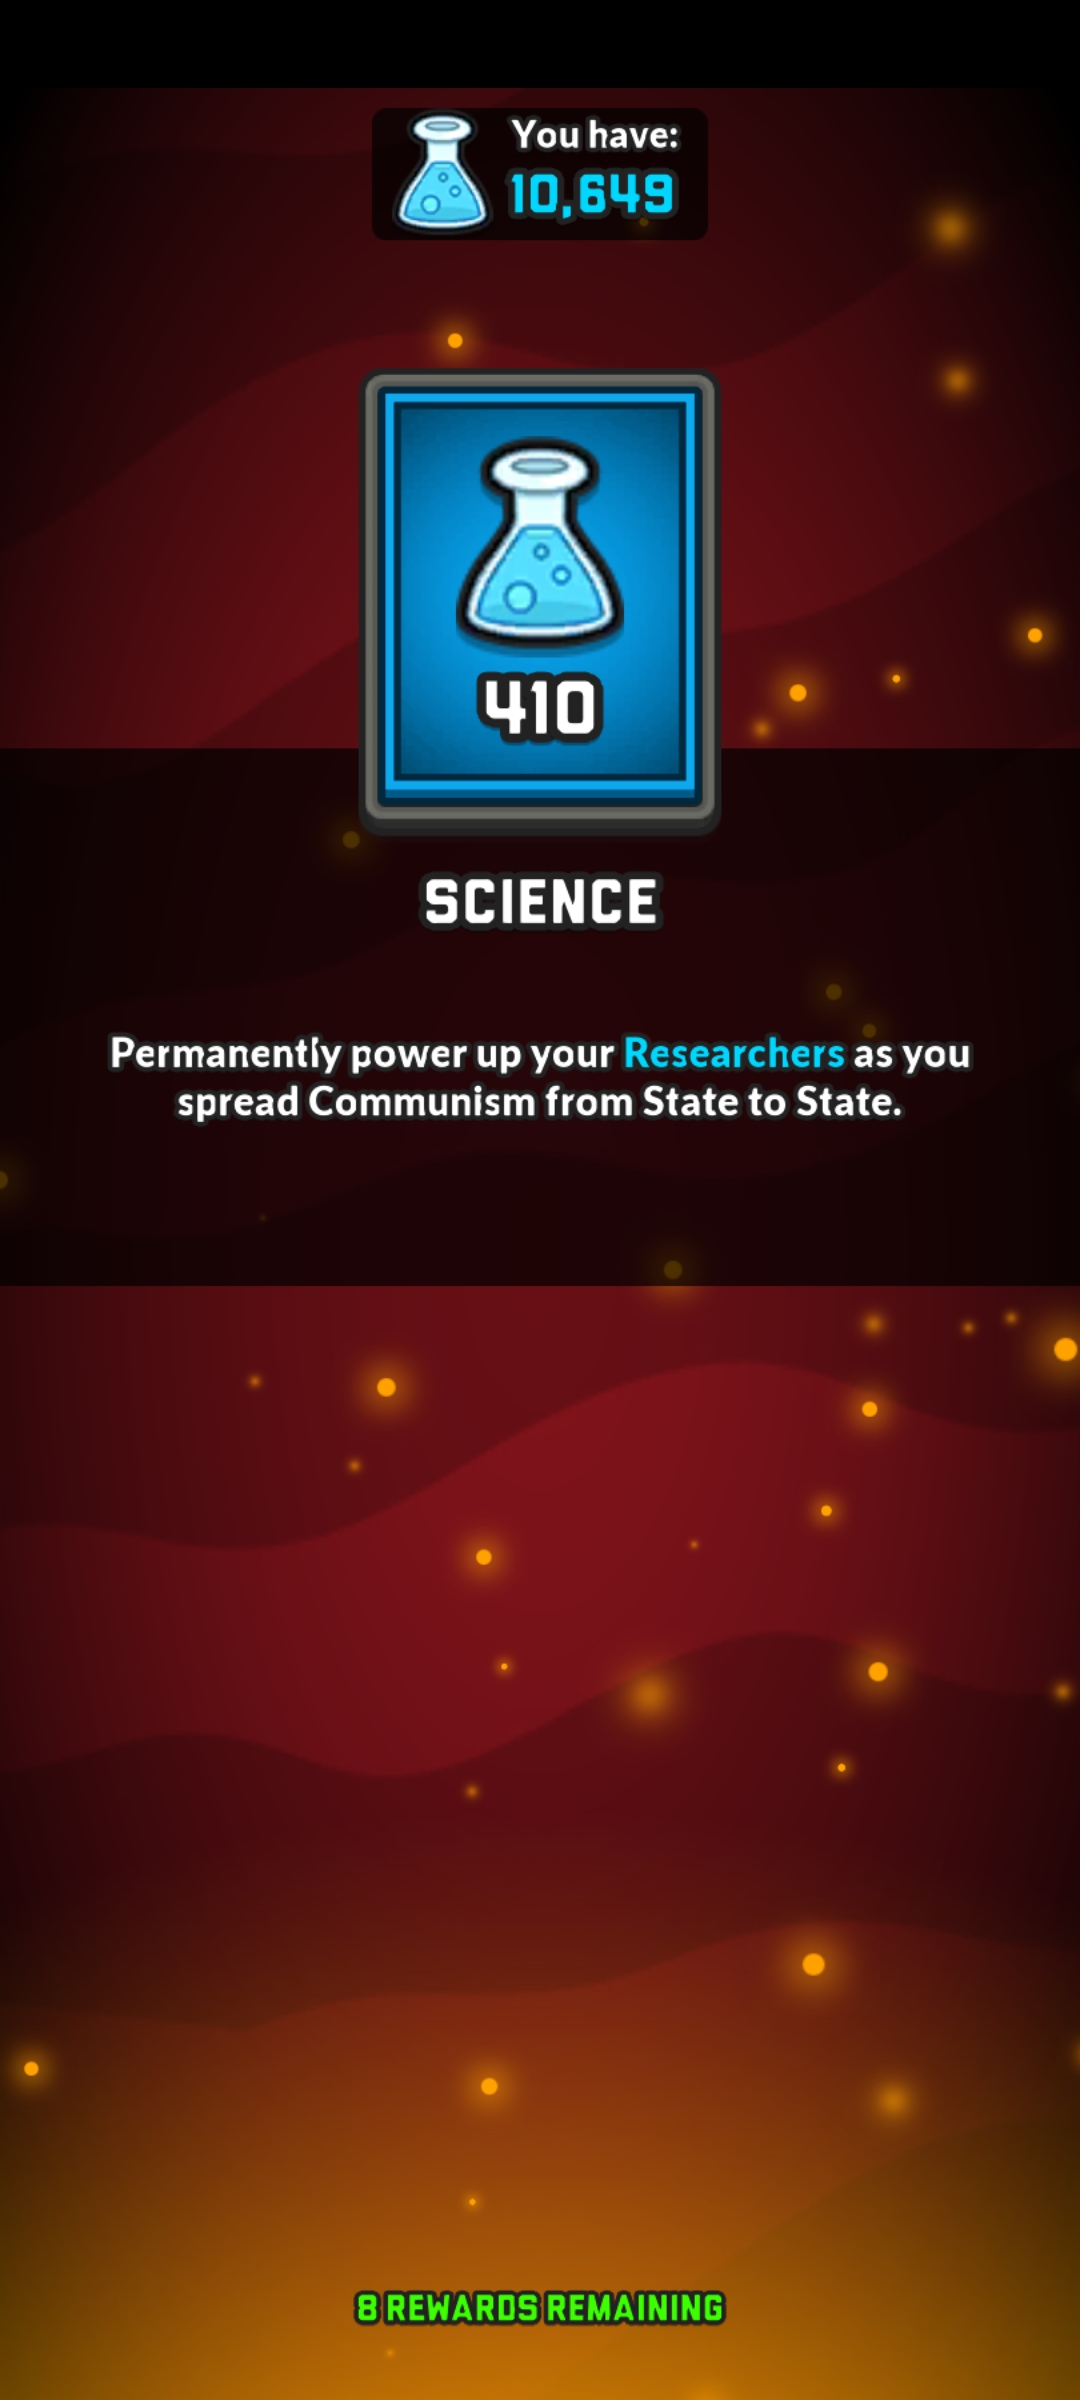 You have:
10,649
410
SCIENCE
Permanently power up your Researchers as you
spread Communism from State to State.
8 REWARDS REMAINING